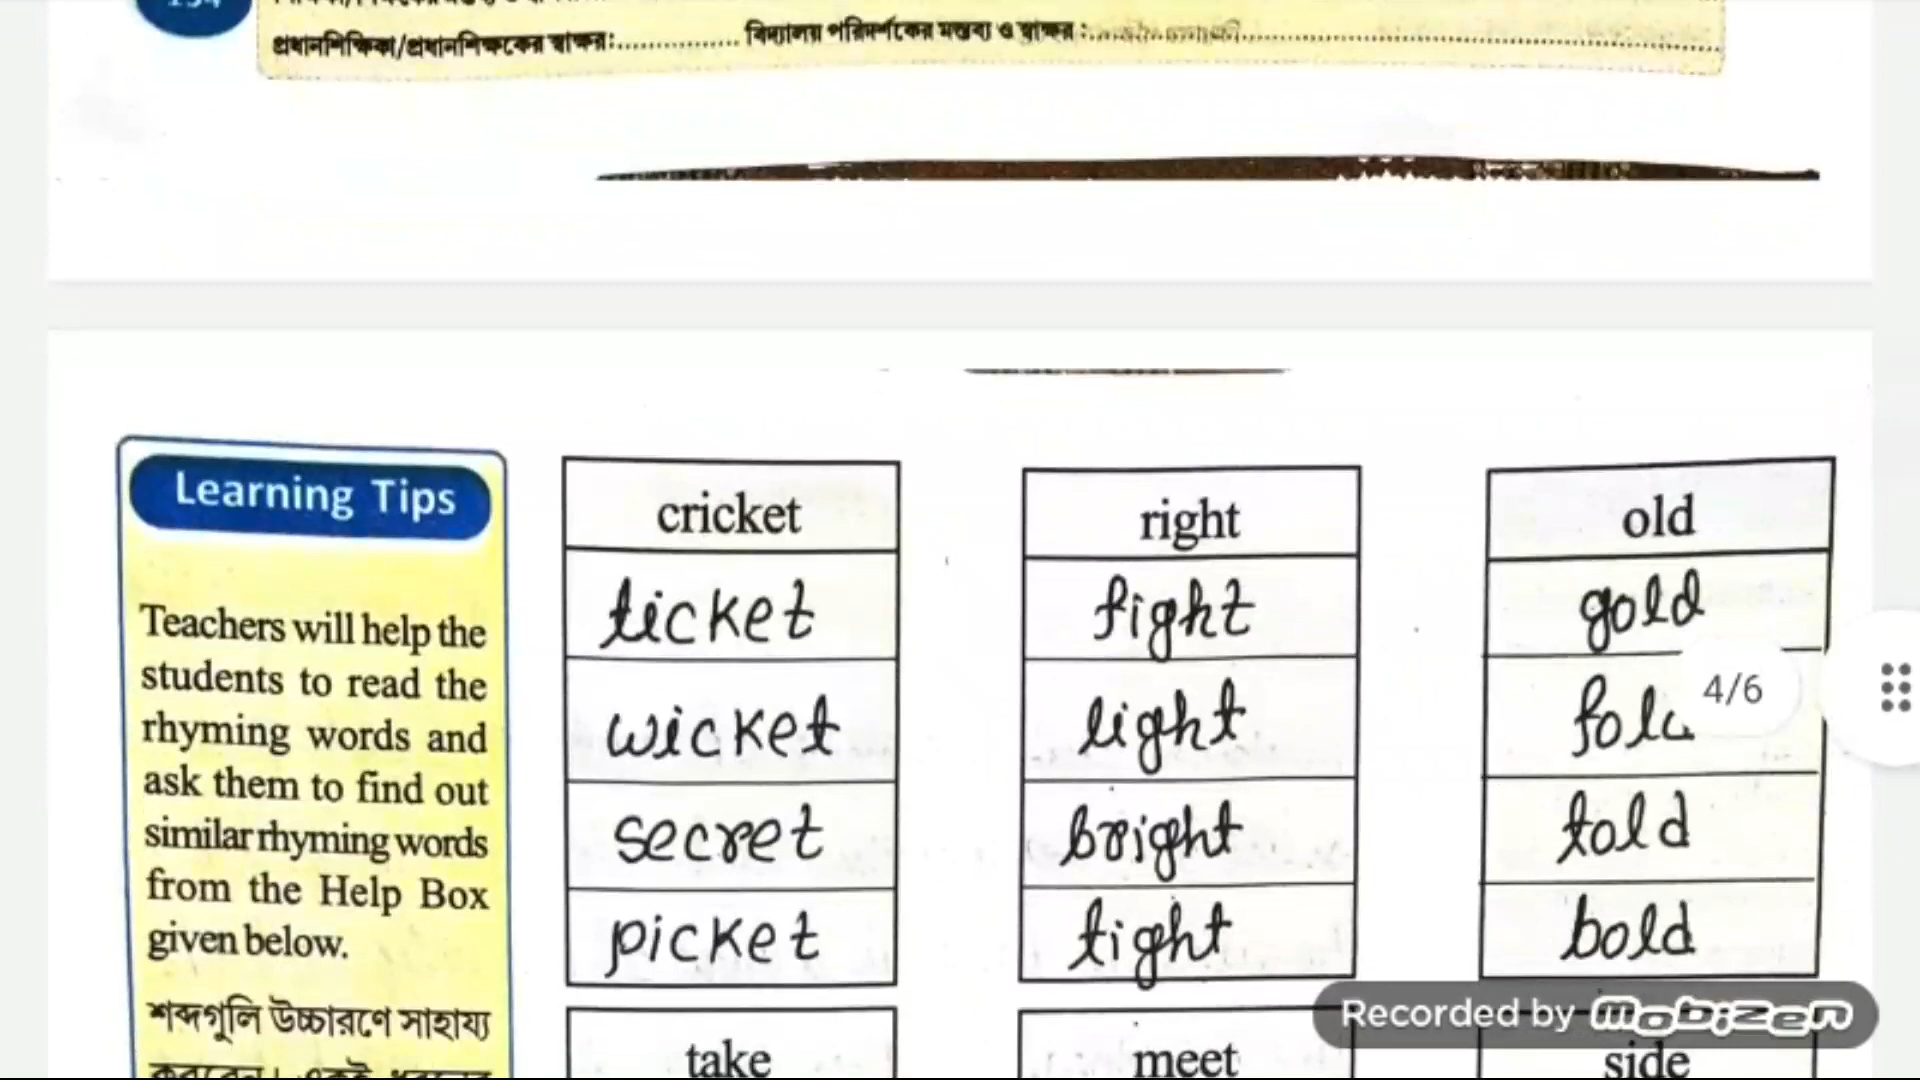 প্রধানশিক্ষিকা/প্রধানশিক্ষকের স্বাক্ষর:............... বিদ্যালয় পরিদর্শকের মন্তব্য ও স্বাক্ষর :
Learning Tips
Teachers will help the
students to read the
rhyming words and
ask them to find out
similar rhyming words
from the Help Box
given below.
শব্দগুলি উচ্চারণে সাহায্য
cricket
ticket
wicket
secret
picket
right
fight
light
bright
tight
old
gold
told
bold
4/6
take
meet
side
Recorded by mobizen